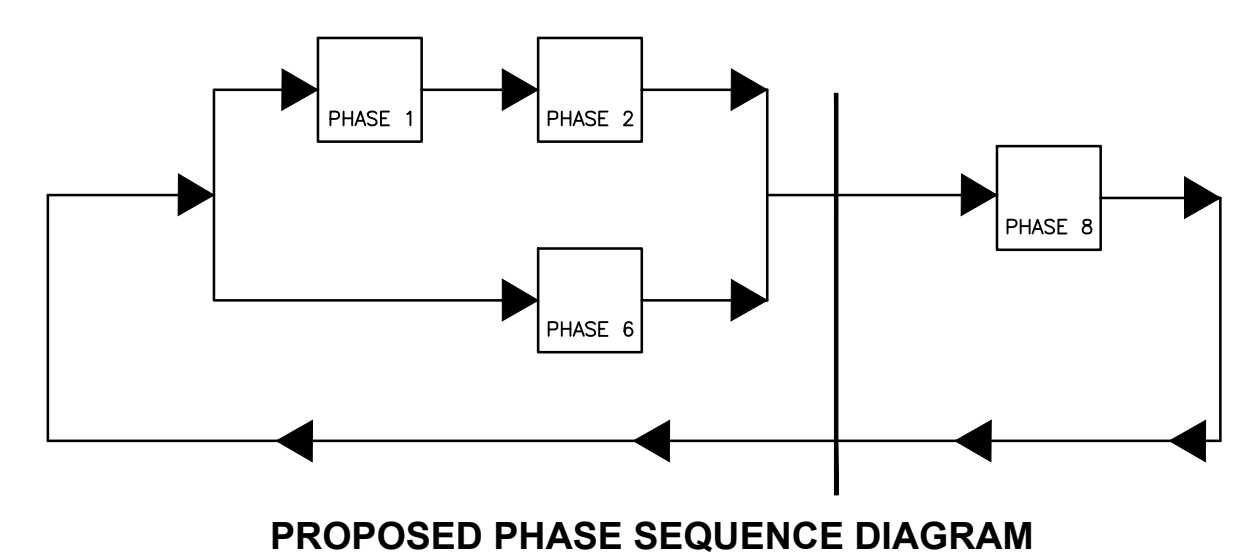 PHASE 1
PHASE 2
PHASE 8
PHASE 6
PROPOSED PHASE SEQUENCE DIAGRAM